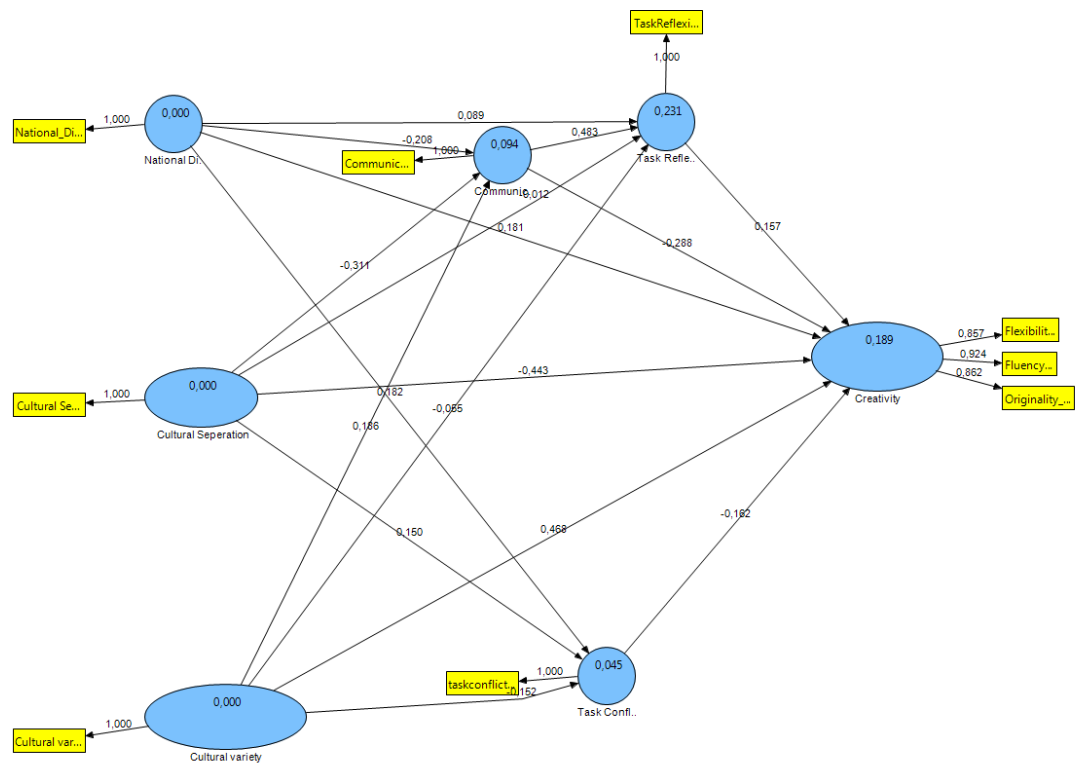 TaskReflexi...
1,000
0,000
1,000
0,089
0,231
National_Di...
-0,208
0,094
0,483
National Di.
Communic...
1,000
Task Refle..
Communic
-0,012
0,181
0,157
-0,288
-0,311
0,189
0,857
Flexibilit...
0,924
Fluency...
0,862
Originality_...
Creativity
-0,443
0,000
0,182
1,000
Cultural Se...
-0,055
Cultural Seperation
0,186
-0,162
0,468
0,150
0,045
1,000
taskconflict...
-0,152
0,000
Task Confl..
1,000
Cultural var...
Cultural variety